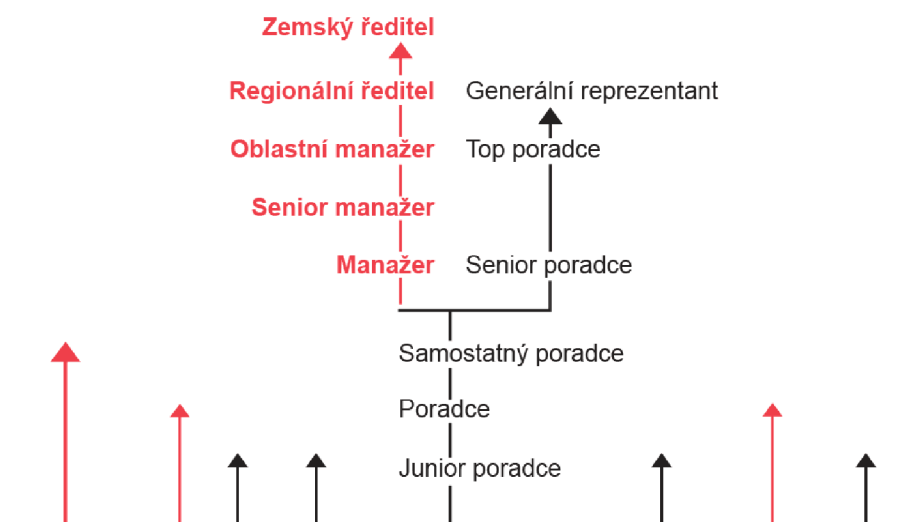 Zemský ředitel
Regionální ředitel
Generální reprezentant
Oblastní manažer
Top poradce
Senior manažer
Manažer
Senior poradce
Samostatný poradce
Poradce
Junior poradce